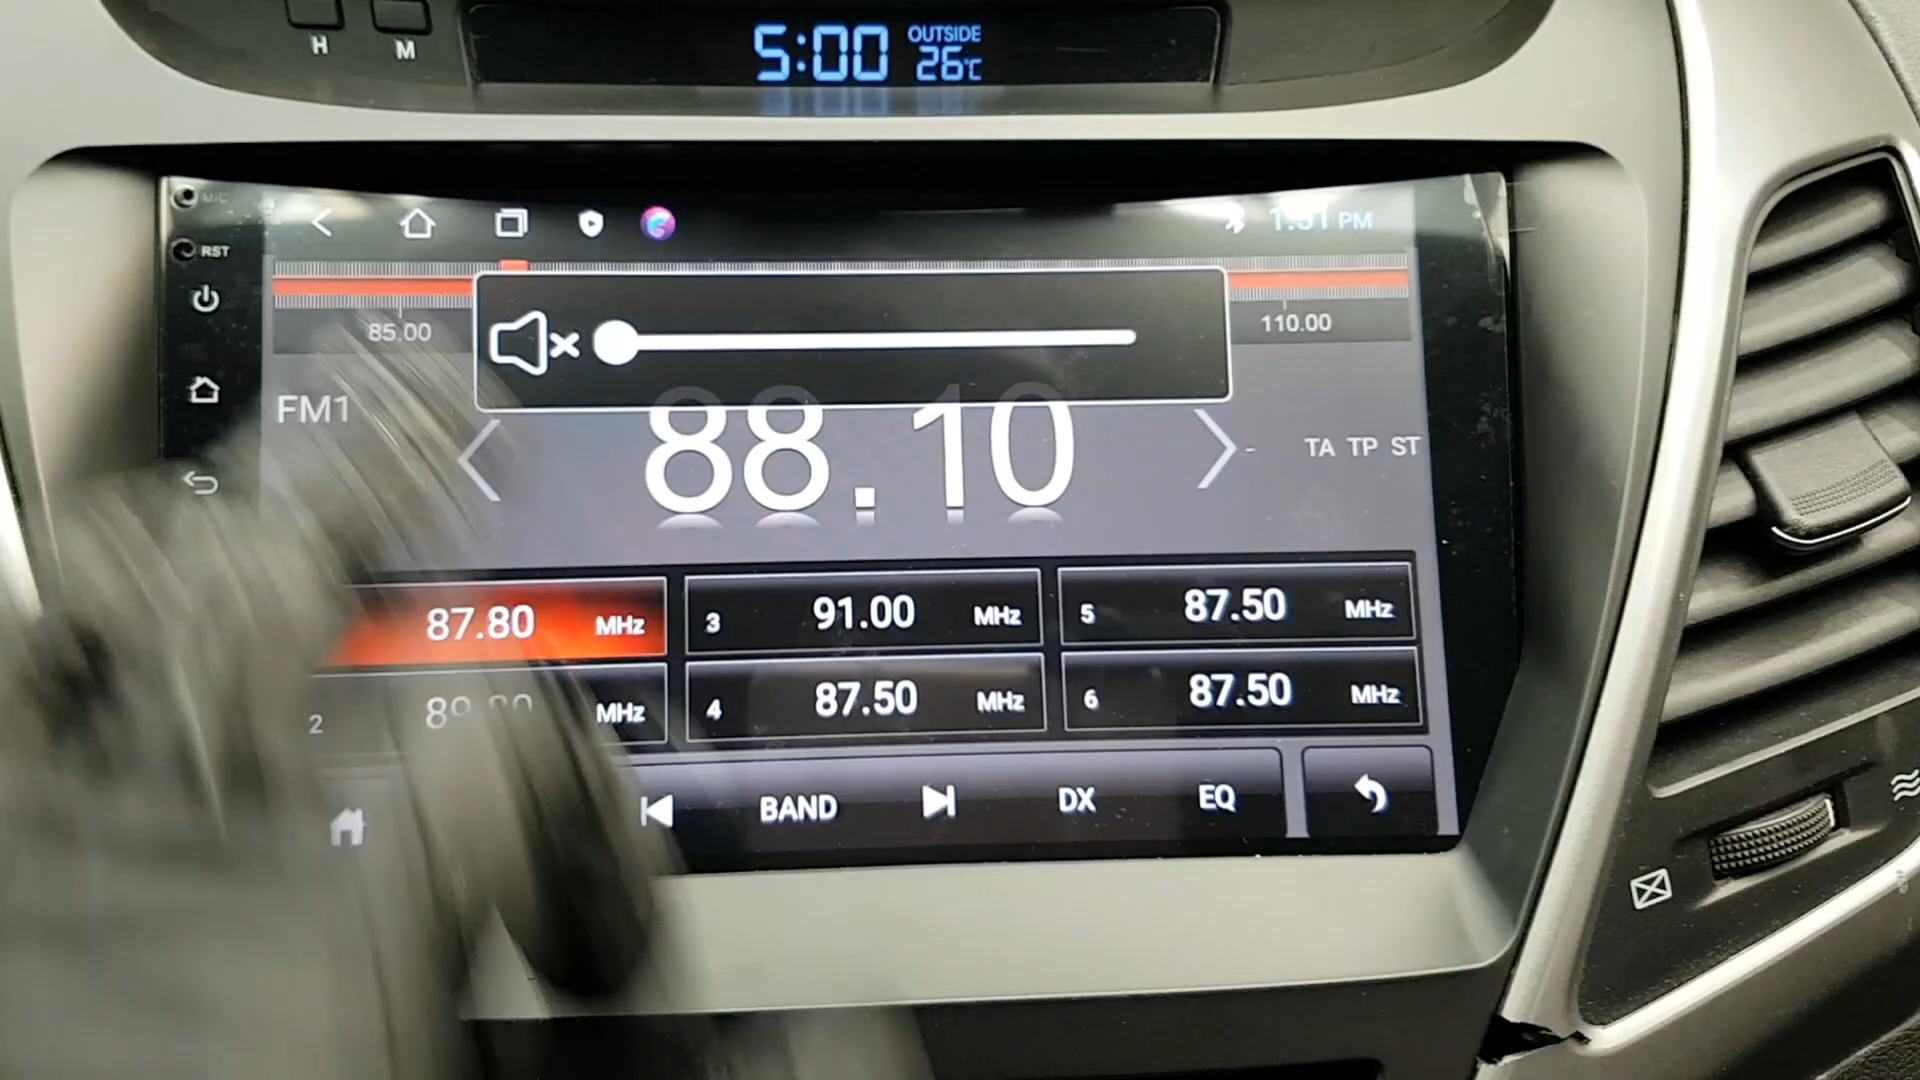 H M 5:00 OUTSIDE 26°C
MIC
RST
PM
85.00 110.00
FM1 88.10 - TA TP ST
87.80 MHz 3 91.00 MHz 5 87.50 MHz
2 MHz 4 87.50 MHz 6 87.50 MHz
BAND DX EQ